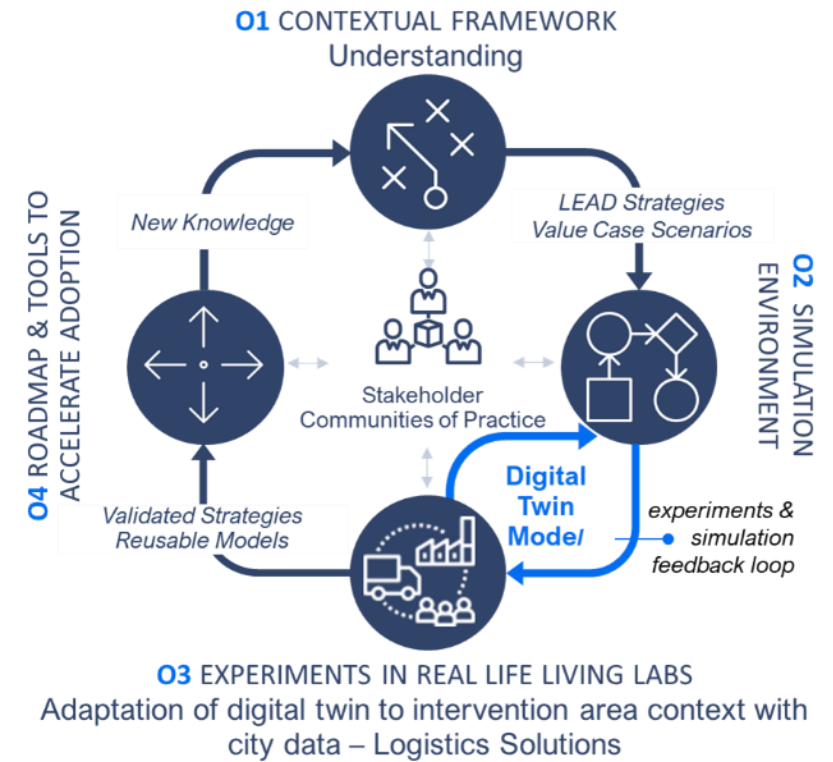 O1 CONTEXTUAL FRAMEWORK
Understanding
New Knowledge
LEAD Strategies
Value Case Scenarios
O2 SIMULATION
ENVIRONMENT
O4 ROADMAP & TOOLS TO
ACCELERATE ADOPTION
Stakeholder
Communities of Practice
Digital
Twin
Mode/
experiments &
simulation
feedback loop
Validated Strategies
Reusable Models
O3 EXPERIMENTS IN REAL LIFE LIVING LABS
Adaptation of digital twin to intervention area context with
city data – Logistics Solutions